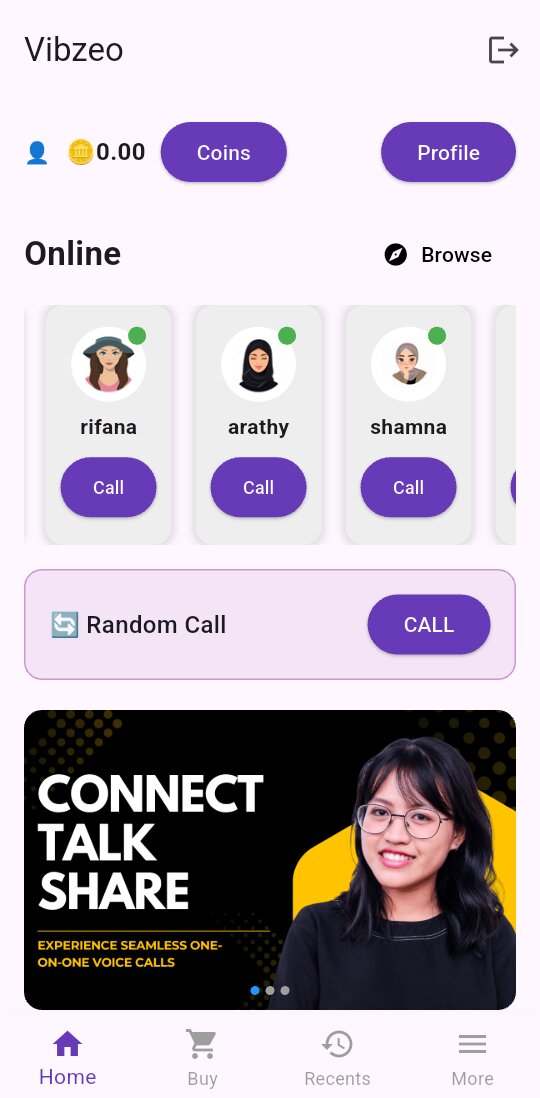 Vibzeo
0.00 Coins Profile
Online Browse
rifana arathy shamna
Call Call Call
Random Call CALL
CONNECT
TALK
SHARE
EXPERIENCE SEAMLESS ONE-
ON-ONE VOICE CALLS
Home Buy Recents More